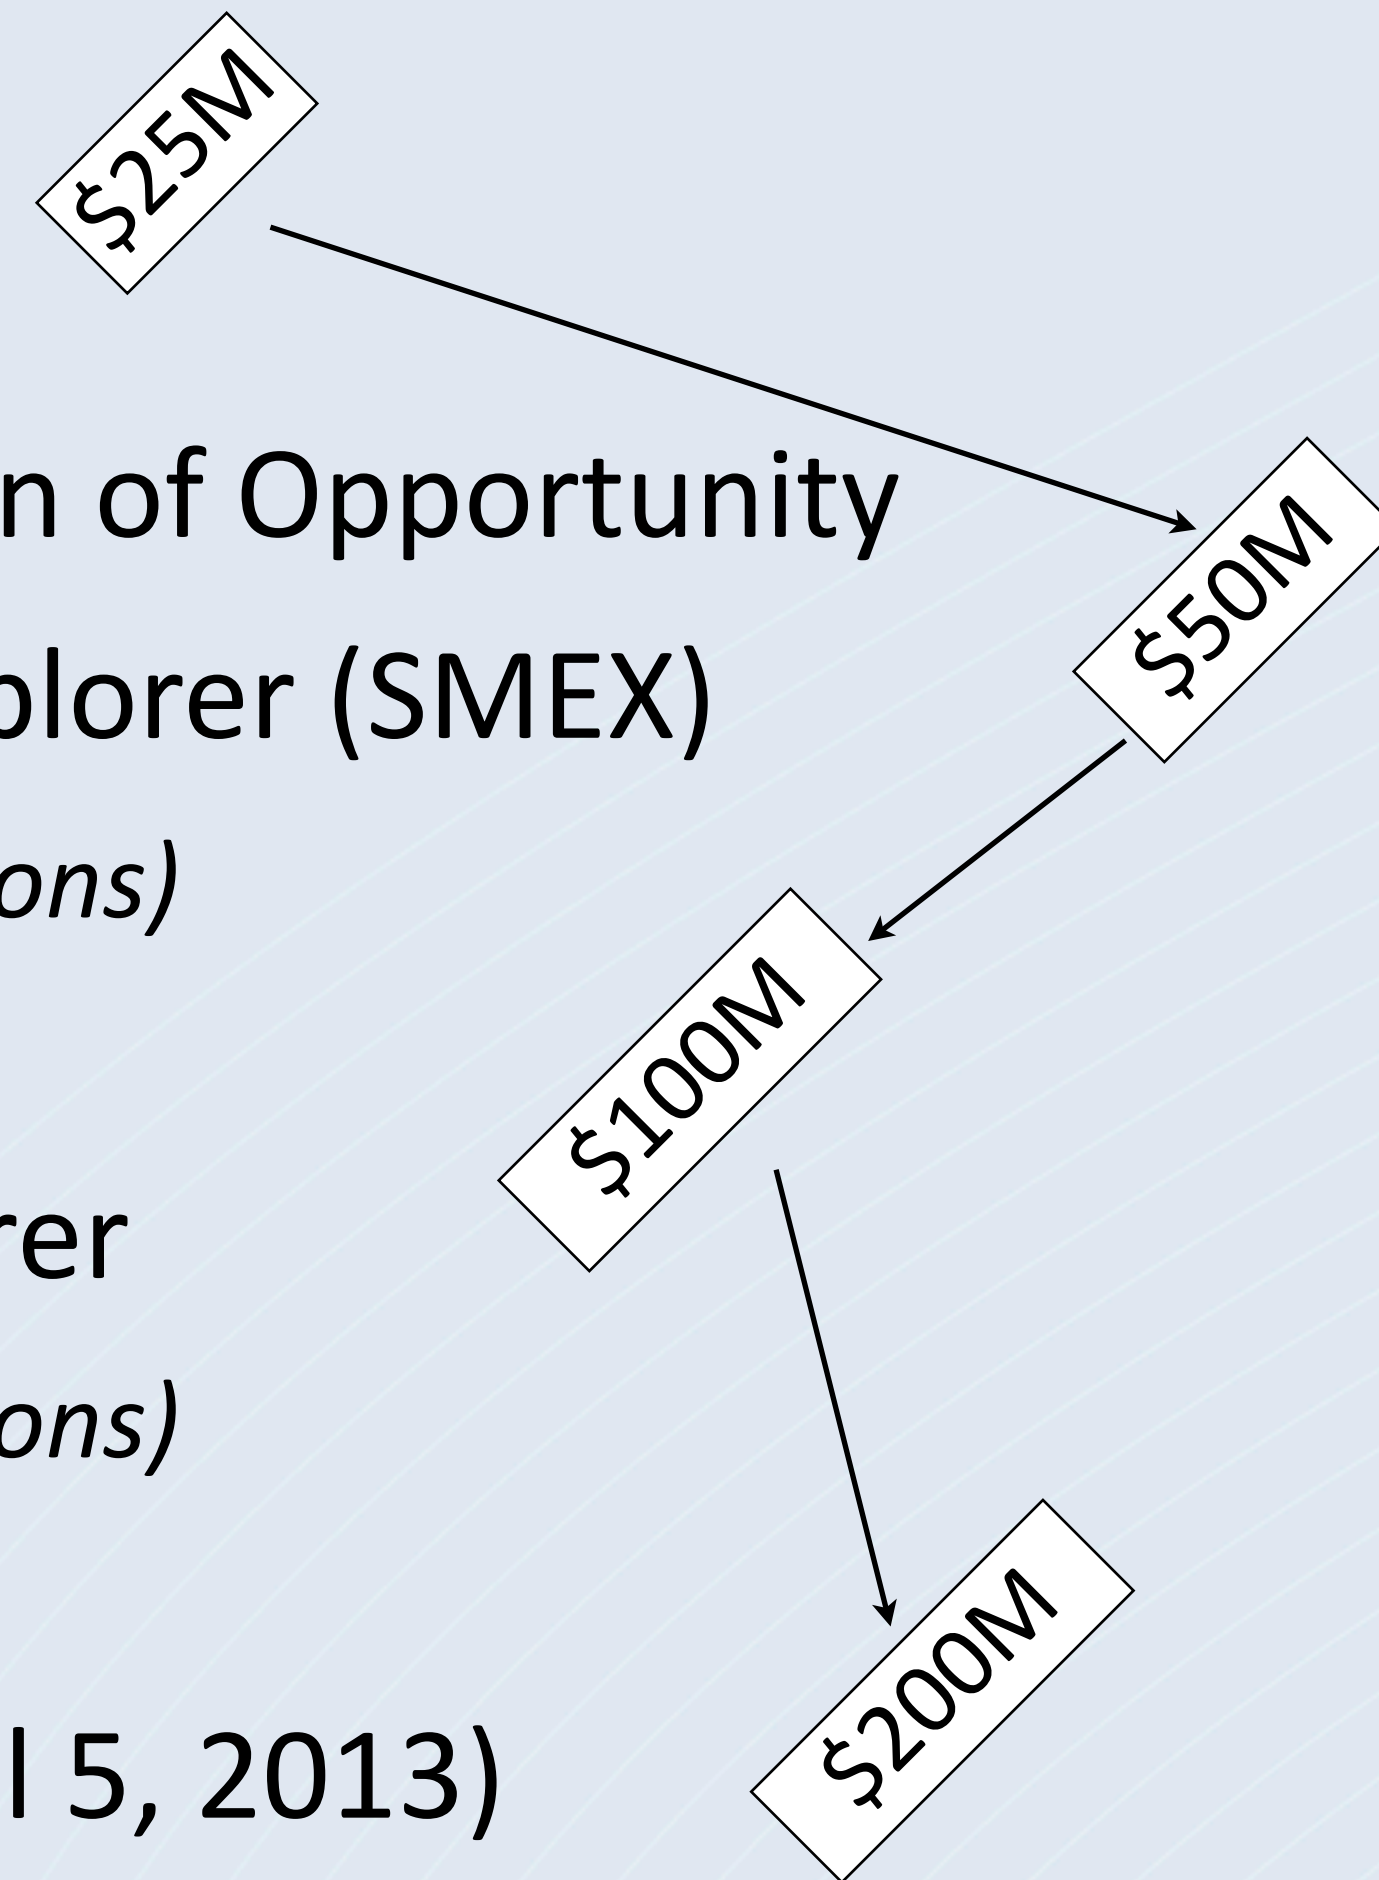 $25M
n of Opportunity
$50M
plorer (SMEX)
ons)
$100M
rer
ons)
$200M
l 5, 2013)